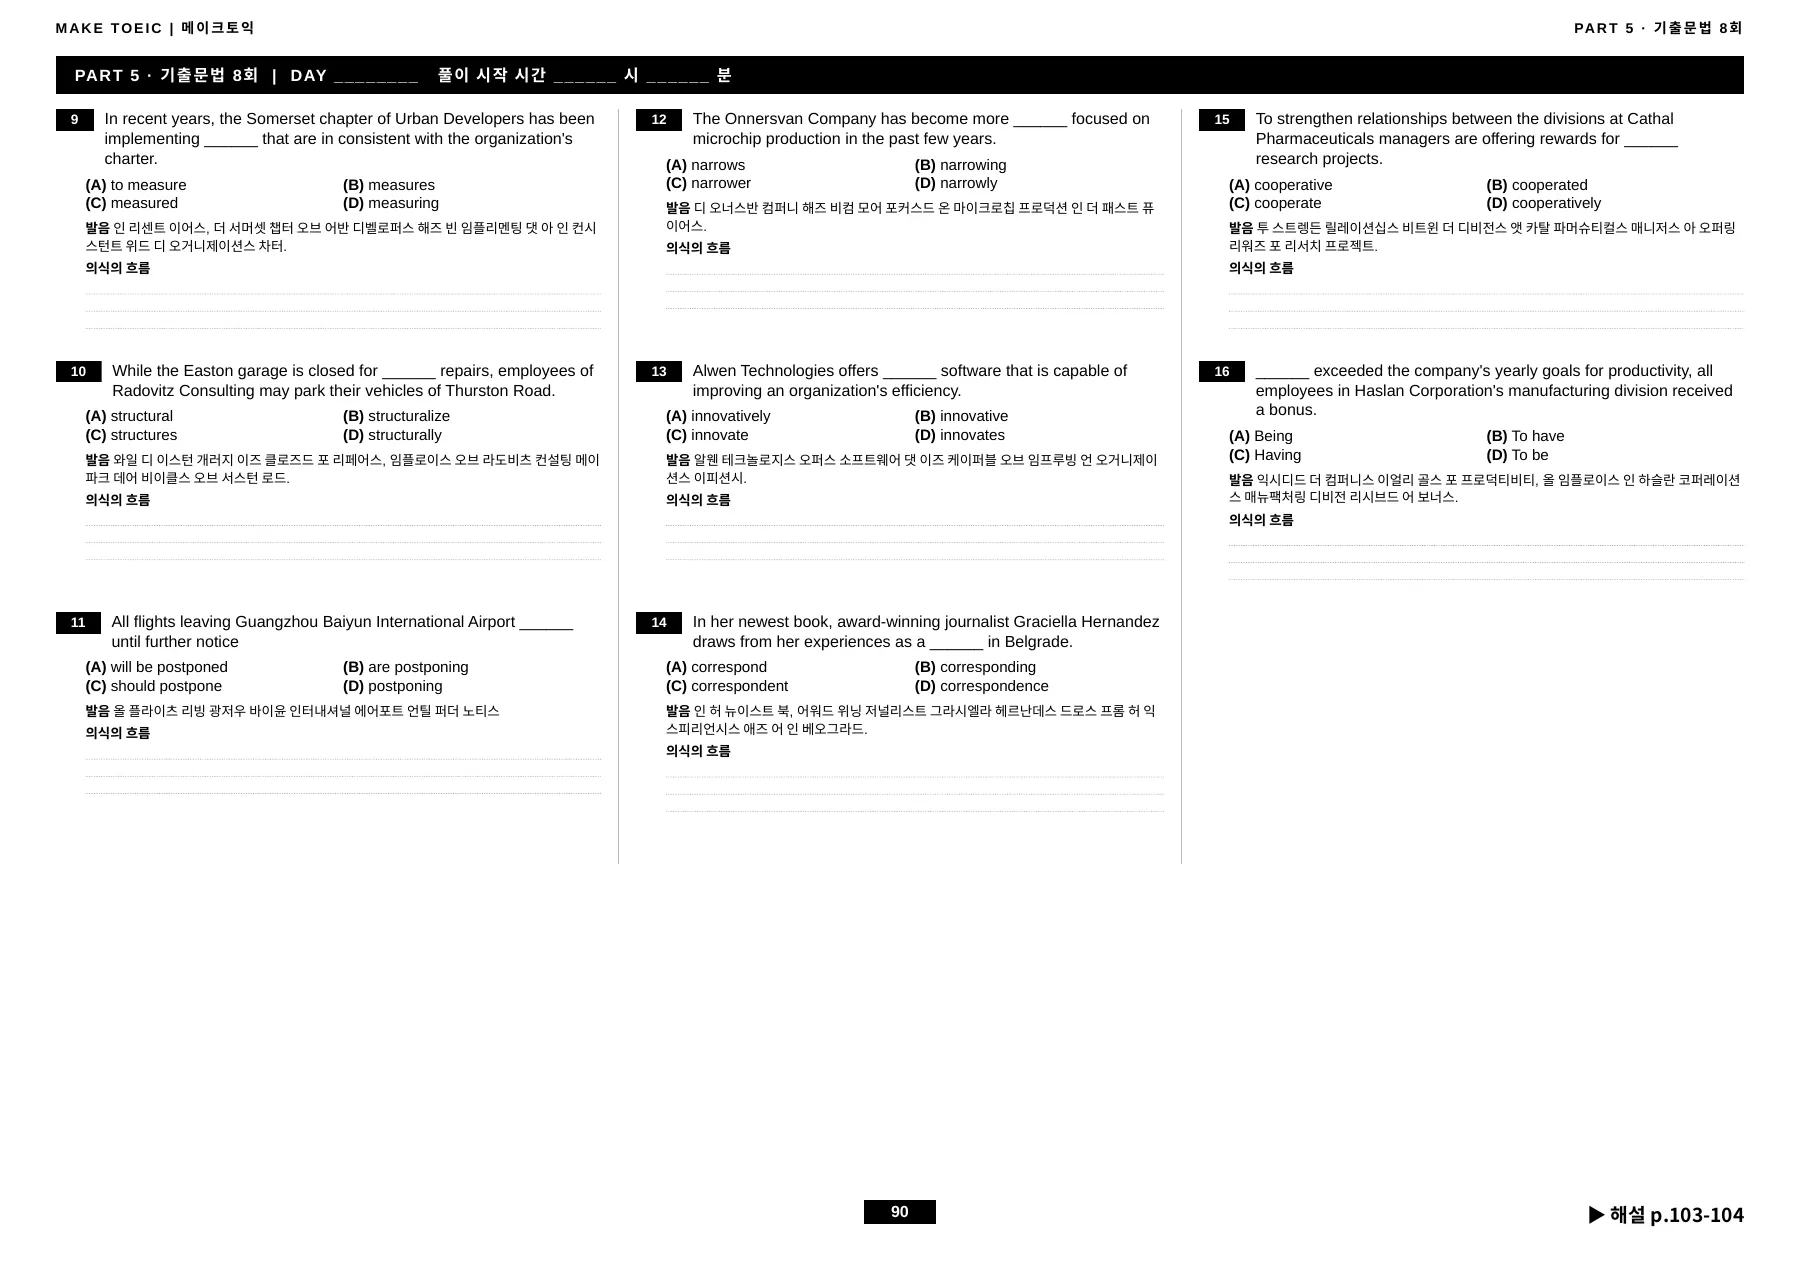 MAKE TOEIC | 메이크토익
PART 5 · 기출문법 8회
PART 5 · 기출문법 8회 | DAY ________ 풀이 시작 시간 ______ 시 ______ 분
9 In recent years, the Somerset chapter of Urban Developers has been
implementing ______ that are in consistent with the organization's
charter.
(A) to measure (B) measures
(C) measured (D) measuring
발음 인 리센트 이어스, 더 서머셋 챕터 오브 어반 디벨로퍼스 해즈 빈 임플리멘팅 댓 아 인 컨시
스턴트 위드 디 오거니제이션스 차터.
의식의 흐름
10 While the Easton garage is closed for ______ repairs, employees of
Radovitz Consulting may park their vehicles of Thurston Road.
(A) structural (B) structuralize
(C) structures (D) structurally
발음 와일 디 이스턴 개러지 이즈 클로즈드 포 리페어스, 임플로이스 오브 라도비츠 컨설팅 메이
파크 데어 비이클스 오브 서스턴 로드.
의식의 흐름
11 All flights leaving Guangzhou Baiyun International Airport ______
until further notice
(A) will be postponed (B) are postponing
(C) should postpone (D) postponing
발음 올 플라이츠 리빙 광저우 바이윤 인터내셔널 에어포트 언틸 퍼더 노티스
의식의 흐름
12 The Onnersvan Company has become more ______ focused on
microchip production in the past few years.
(A) narrows (B) narrowing
(C) narrower (D) narrowly
발음 디 오너스반 컴퍼니 해즈 비컴 모어 포커스드 온 마이크로칩 프로덕션 인 더 패스트 퓨
이어스.
의식의 흐름
13 Alwen Technologies offers ______ software that is capable of
improving an organization's efficiency.
(A) innovatively (B) innovative
(C) innovate (D) innovates
발음 알웬 테크놀로지스 오퍼스 소프트웨어 댓 이즈 케이퍼블 오브 임프루빙 언 오거니제이
션스 이피션시.
의식의 흐름
14 In her newest book, award-winning journalist Graciella Hernandez
draws from her experiences as a ______ in Belgrade.
(A) correspond (B) corresponding
(C) correspondent (D) correspondence
발음 인 허 뉴이스트 북, 어워드 위닝 저널리스트 그라시엘라 헤르난데스 드로스 프롬 허 익
스피리언시스 애즈 어 인 베오그라드.
의식의 흐름
15 To strengthen relationships between the divisions at Cathal
Pharmaceuticals managers are offering rewards for ______
research projects.
(A) cooperative (B) cooperated
(C) cooperate (D) cooperatively
발음 투 스트렝든 릴레이션십스 비트윈 더 디비전스 앳 카탈 파머슈티컬스 매니저스 아 오퍼링
리워즈 포 리서치 프로젝트.
의식의 흐름
16 ______ exceeded the company's yearly goals for productivity, all
employees in Haslan Corporation's manufacturing division received
a bonus.
(A) Being (B) To have
(C) Having (D) To be
발음 익시디드 더 컴퍼니스 이얼리 골스 포 프로덕티비티, 올 임플로이스 인 하슬란 코퍼레이션
스 매뉴팩처링 디비전 리시브드 어 보너스.
의식의 흐름
90
▶ 해설 p.103-104